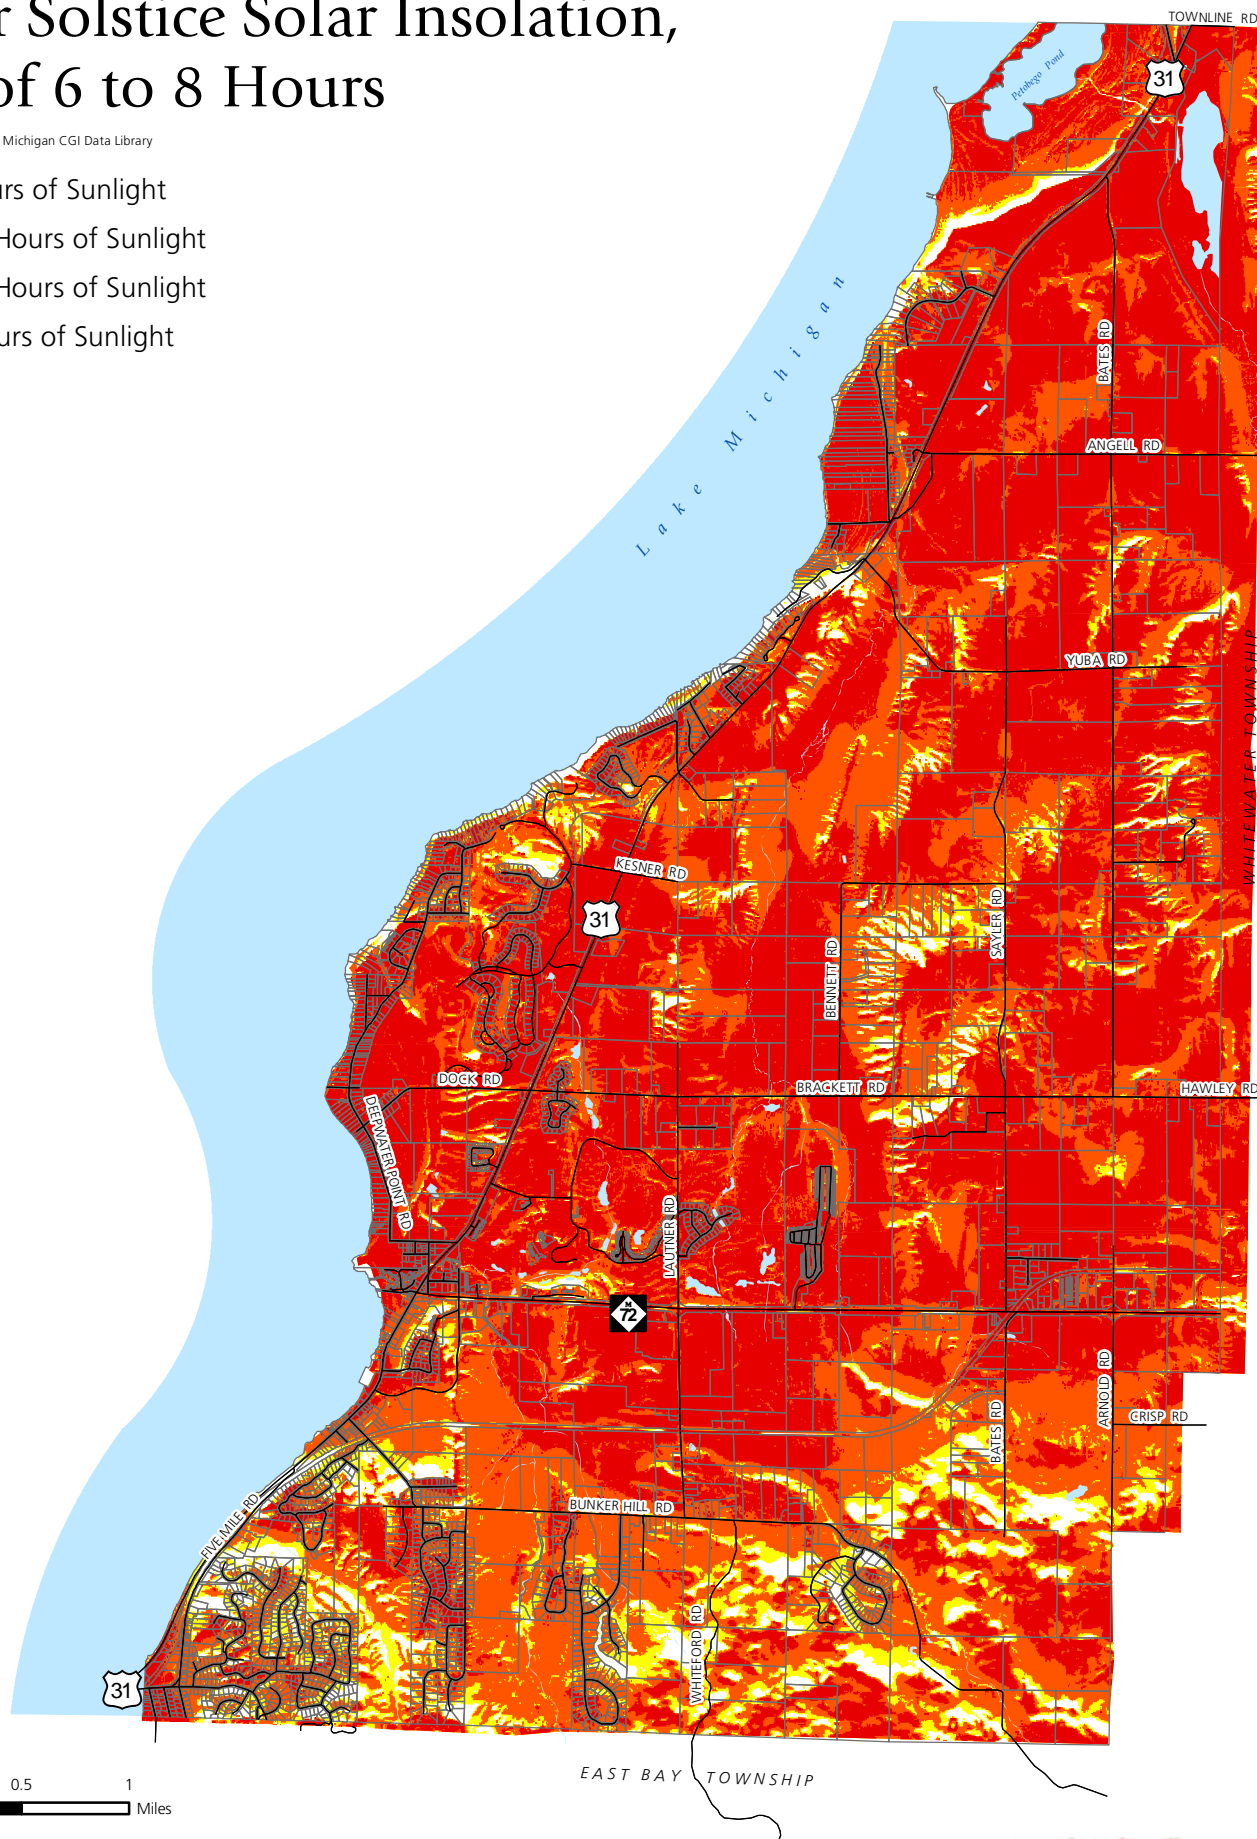 r Solstice Solar Insolation,
of 6 to 8 Hours
Michigan CGI Data Library
urs of Sunlight
Hours of Sunlight
Hours of Sunlight
urs of Sunlight
TOWNLINE RD
31
Petobego Pond
BATES RD
Lake Michigan
ANGELL RD
YUBA RD
WHITEWATER TOWNSHIP
KESNER RD
31
SAYLER RD
BENNETT RD
DOCK RD
BRACKETT RD
HAWLEY RD
DEEPWATER POINT RD
LAUTNER RD
M
72
ARNOLD RD
BATES RD
CRISP RD
FIVE MILE RD
BUNKER HILL RD
WHITEFORD RD
31
EAST BAY TOWNSHIP
0.5 1
Miles